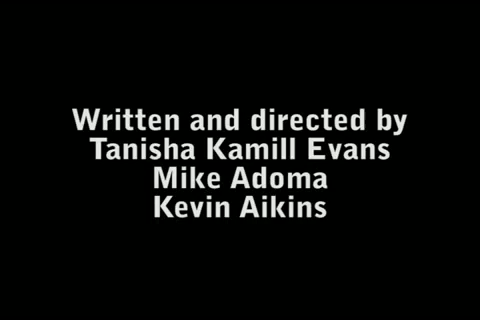 Written and directed by
Tanisha Kamill Evans
Mike Adoma
Kevin Aikins